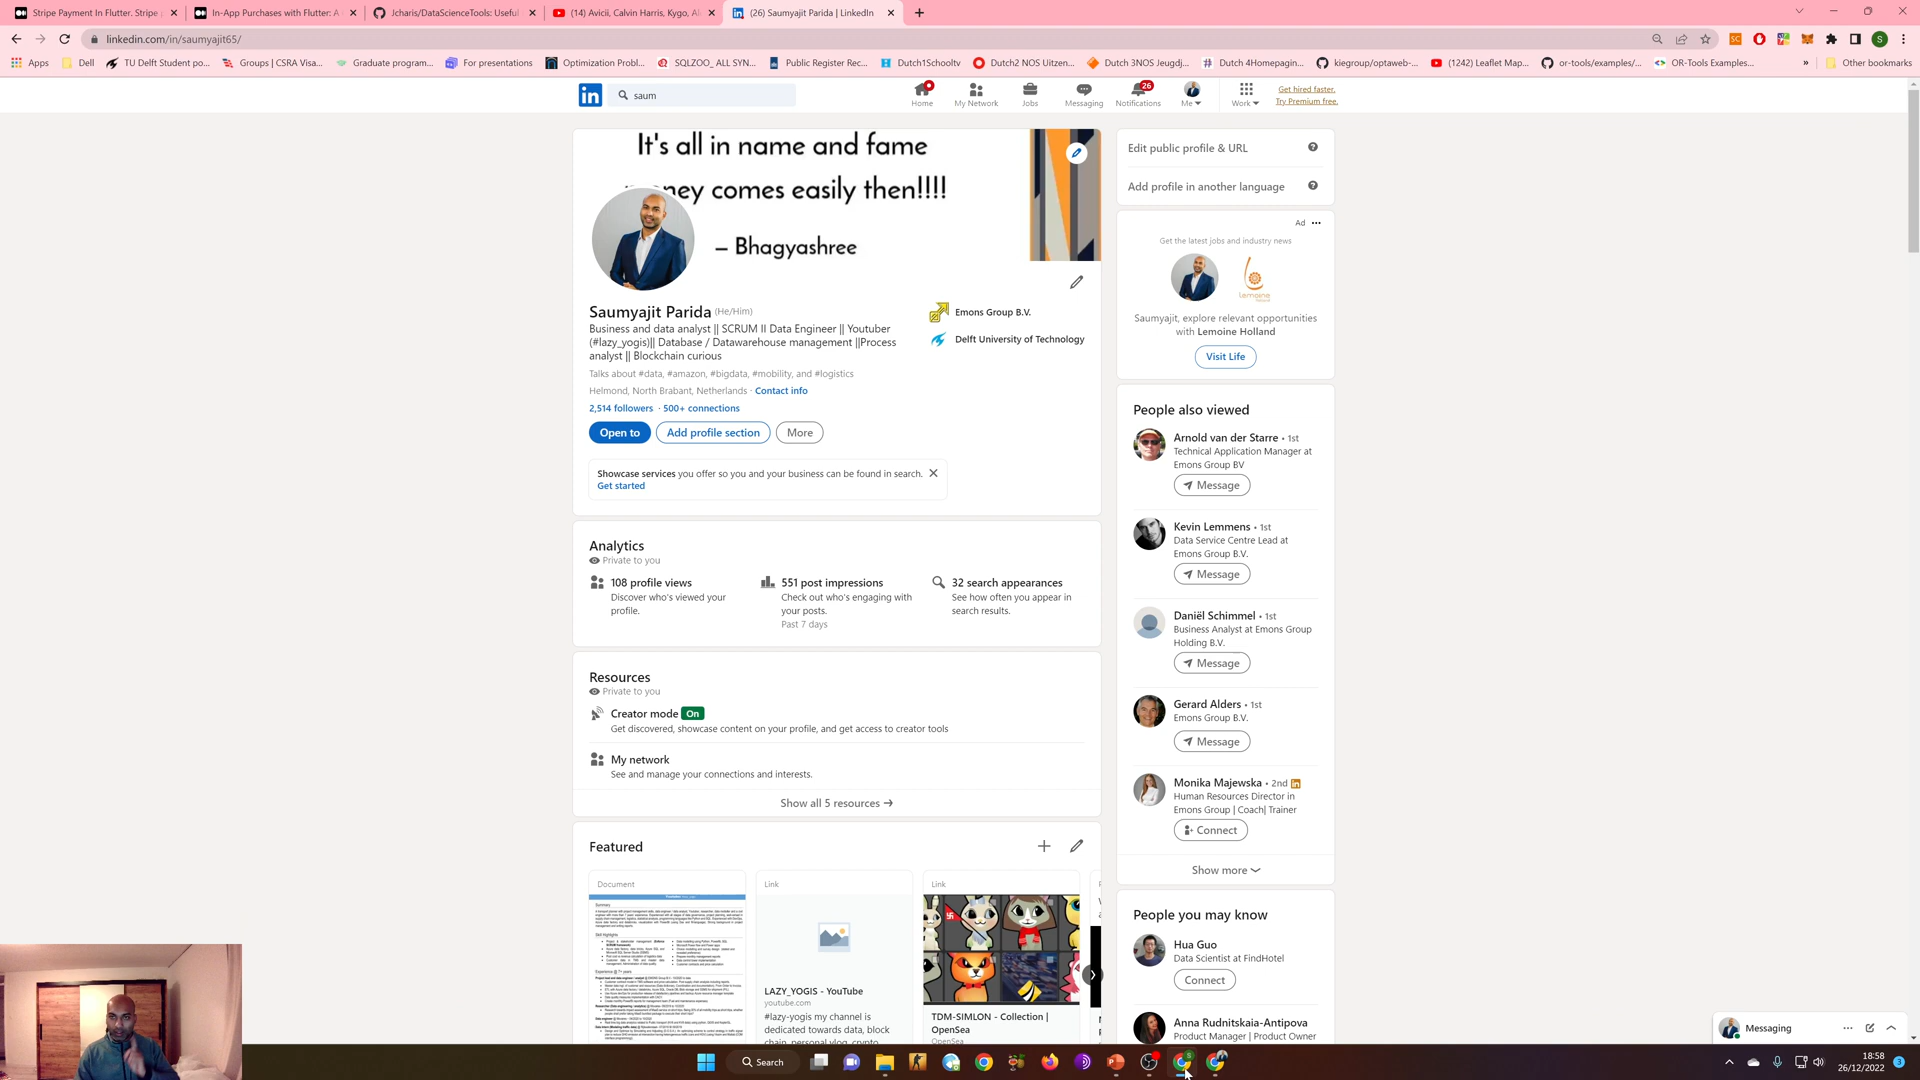 Stripe Payment In Flutter. Stripe
In-App Purchases with Flutter: A
Jcharis/DataScienceTools: Useful
(14) Avicii, Calvin Harris, Kygo, Al
(26) Saumyajit Parida | LinkedIn
linkedin.com/in/saumyajit65/
Apps
Dell
TU Delft Student po...
Groups | CSRA Visa...
Graduate program...
For presentations
Optimization Probl...
SQLZOO_ ALL SYN...
Public Register Rec...
Dutch1Schooltv
Dutch2 NOS Uitzen...
Dutch 3NOS Jeugdj...
Dutch 4Homepagin...
kiegroup/optaweb-...
(1242) Leaflet Map...
or-tools/examples/...
OR-Tools Examples...
»
Other bookmarks
in
saum
Home
My Network
Jobs
Messaging
26
Notifications
Me
Work
Get hired faster.
Try Premium free.
It's all in name and fame
money comes easily then!!!!
– Bhagyashree
Saumyajit Parida (He/Him)
Business and data analyst || SCRUM II Data Engineer || Youtuber
(#lazy_yogis)|| Database / Datawarehouse management ||Process
analyst || Blockchain curious
Talks about #data, #amazon, #bigdata, #mobility, and #logistics
Helmond, North Brabant, Netherlands · Contact info
2,514 followers · 500+ connections
Emons Group B.V.
Delft University of Technology
Open to
Add profile section
More
Showcase services you offer so you and your business can be found in search.
Get started
Analytics
Private to you
108 profile views
Discover who's viewed your
profile.
551 post impressions
Check out who's engaging with
your posts.
Past 7 days
32 search appearances
See how often you appear in
search results.
Resources
Private to you
Creator mode On
Get discovered, showcase content on your profile, and get access to creator tools
My network
See and manage your connections and interests.
Show all 5 resources →
Featured
Document
Link
LAZY_YOGIS - YouTube
youtube.com
#lazy-yogis my channel is
dedicated towards data, block
chain, personal vlog, crypto
Link
TDM-SIMLON - Collection |
OpenSea
OpenSea
Edit public profile & URL
Add profile in another language
Ad ···
Get the latest jobs and industry news
lemoine
Saumyajit, explore relevant opportunities
with Lemoine Holland
Visit Life
People also viewed
Arnold van der Starre • 1st
Technical Application Manager at
Emons Group BV
Message
Kevin Lemmens • 1st
Data Service Centre Lead at
Emons Group B.V.
Message
Daniël Schimmel • 1st
Business Analyst at Emons Group
Holding B.V.
Message
Gerard Alders • 1st
Emons Group B.V.
Message
Monika Majewska • 2nd in
Human Resources Director in
Emons Group | Coach| Trainer
Connect
Show more
People you may know
Hua Guo
Data Scientist at FindHotel
Connect
Anna Rudnitskaia-Antipova
Product Manager | Product Owner
Messaging
Search
18:58
26/12/2022
3